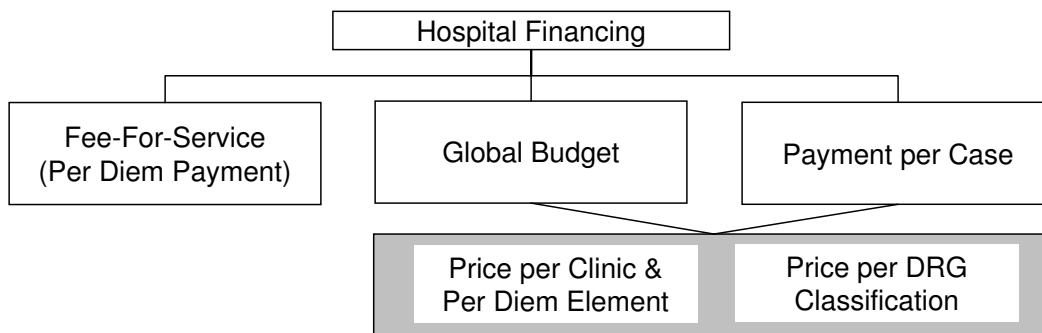 Hospital Financing
Fee-For-Service
(Per Diem Payment)
Global Budget
Payment per Case
Price per Clinic &
Per Diem Element
Price per DRG
Classification